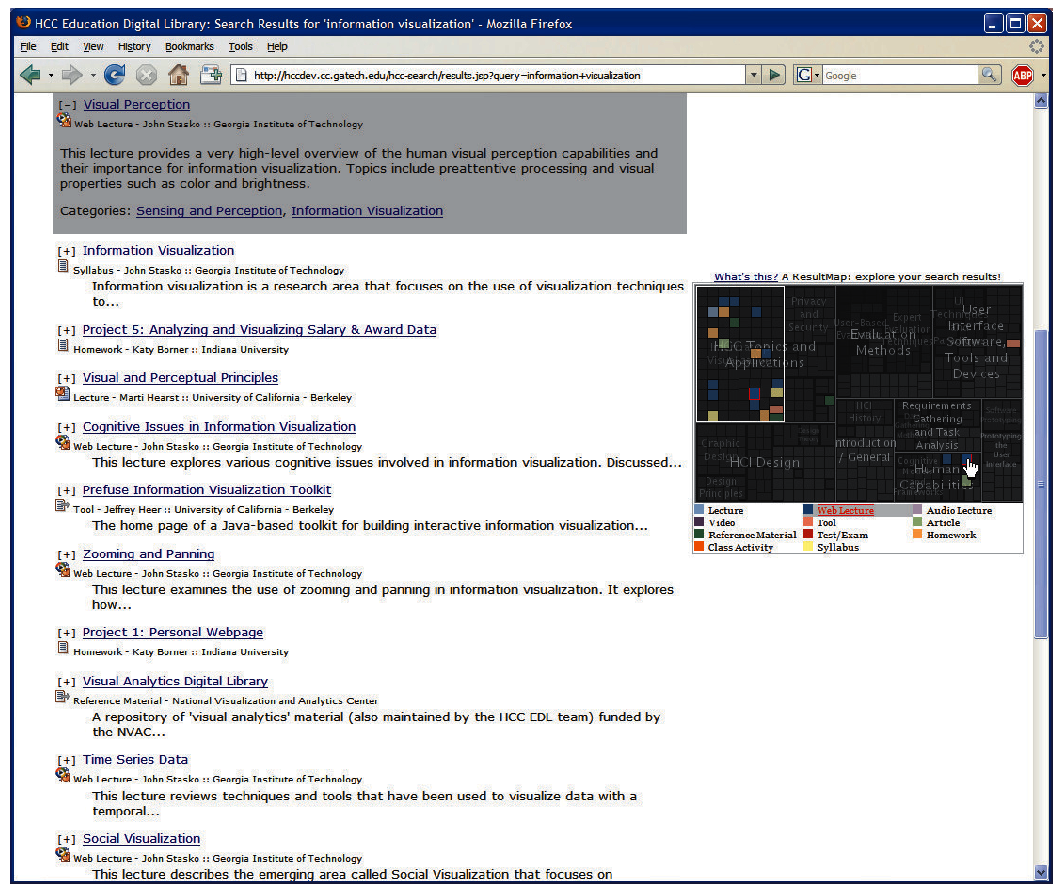 HCC Education Digital Library: Search Results for 'information visualization' - Mozilla Firefox
File Edit View History Bookmarks Tools Help
http://hccdev.cc.gatech.edu/hcc-search/results.jsp?query=information+visualization
Google
ABP
[-] Visual Perception
Web Lecture - John Stasko :: Georgia Institute of Technology
This lecture provides a very high-level overview of the human visual perception capabilities and
their importance for information visualization. Topics include preattentive processing and visual
properties such as color and brightness.
Categories: Sensing and Perception, Information Visualization
[+] Information Visualization
Syllabus - John Stasko :: Georgia Institute of Technology
Information visualization is a research area that focuses on the use of visualization techniques
to...
[+] Project 5: Analyzing and Visualizing Salary & Award Data
Homework - Katy Borner :: Indiana University
[+] Visual and Perceptual Principles
Lecture - Marti Hearst :: University of California - Berkeley
[+] Cognitive Issues in Information Visualization
Web Lecture - John Stasko :: Georgia Institute of Technology
This lecture explores various cognitive issues involved in information visualization. Discussed...
[+] Prefuse Information Visualization Toolkit
Tool - Jeffrey Heer :: University of California - Berkeley
The home page of a Java-based toolkit for building interactive information visualization...
[+] Zooming and Panning
Web Lecture - John Stasko :: Georgia Institute of Technology
This lecture examines the use of zooming and panning in information visualization. It explores
how...
[+] Project 1: Personal Webpage
Homework - Katy Borner :: Indiana University
[+] Visual Analytics Digital Library
Reference Material - National Visualization and Analytics Center
A repository of 'visual analytics' material (also maintained by the HCC EDL team) funded by
the NVAC...
[+] Time Series Data
Web Lecture - John Stasko :: Georgia Institute of Technology
This lecture reviews techniques and tools that have been used to visualize data with a
temporal...
[+] Social Visualization
Web Lecture - John Stasko :: Georgia Institute of Technology
This lecture describes the emerging area called Social Visualization that focuses on
What's this? A ResultMap: explore your search results!
Privacy
and
Security
HCC Topics and
Applications
User-Based
Evaluation
Methods
Expert
Evaluation
Techniques
UI
User
Interface
Software,
Tools and
Devices
HCI
History
Introduction
/ General
Requirements
Gathering
and Task
Analysis
Software
Prototyping
Prototyping
the
User
Interface
Graphic
Design
HCI Design
Design
Principles
Cognitive
Human
Capabilities
Frameworks
Lecture Web Lecture Audio Lecture
Video Tool Article
Reference Material Test/Exam Homework
Class Activity Syllabus